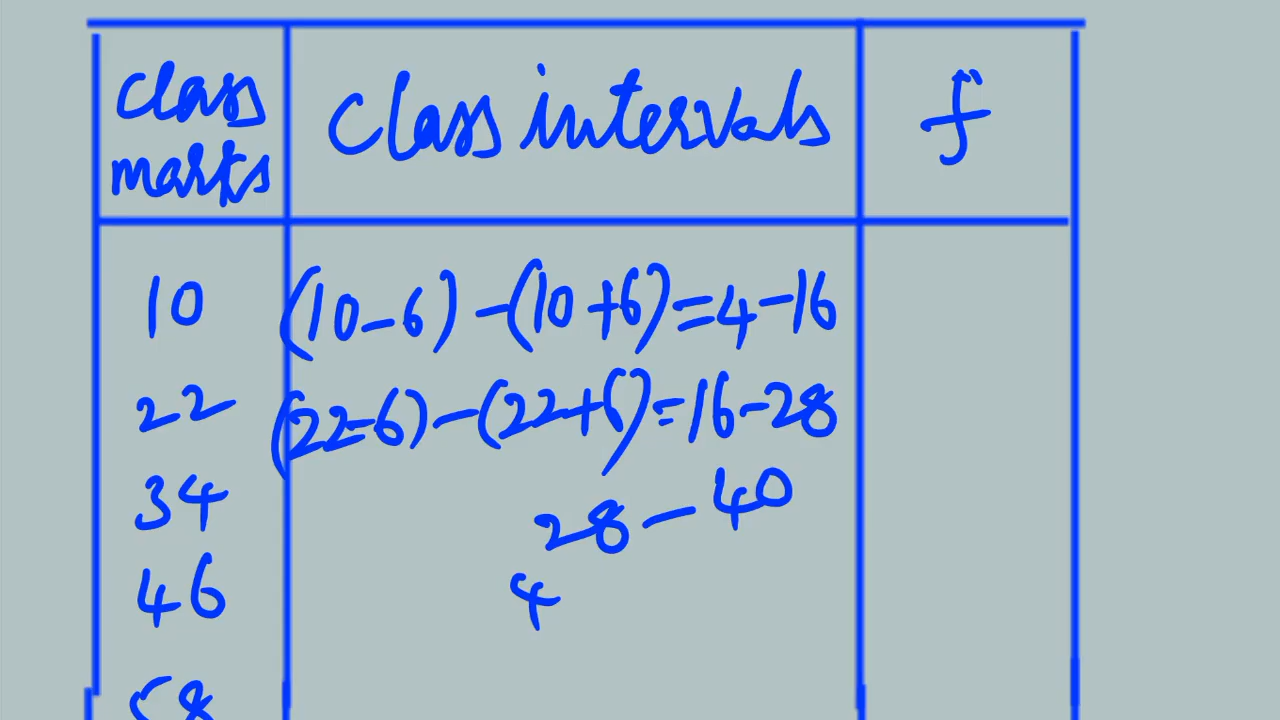 class marks Class intervals f
10 (10-6) - (10+6) = 4-16
22 (22-6) - (22+6) = 16-28
34 28 - 40
46 4
58